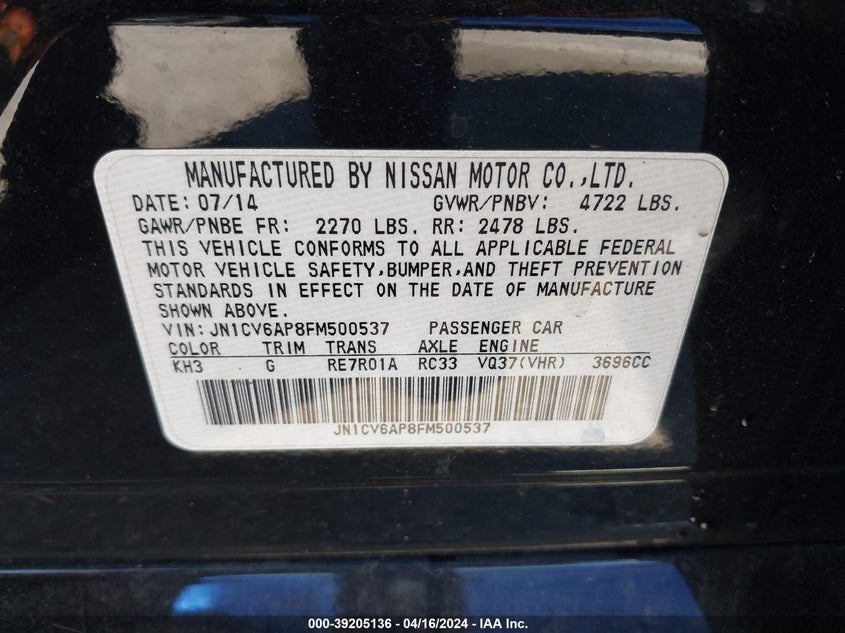 MANUFACTURED BY NISSAN MOTOR CO.,LTD.
DATE: 07/14 GVWR/PNBV: 4722 LBS.
GAWR/PNBE FR: 2270 LBS. RR: 2478 LBS.
THIS VEHICLE CONFORMS TO ALL APPLICABLE FEDERAL
MOTOR VEHICLE SAFETY,BUMPER,AND THEFT PREVENTION
STANDARDS IN EFFECT ON THE DATE OF MANUFACTURE
SHOWN ABOVE.
VIN: JN1CV6AP8FM500537 PASSENGER CAR
COLOR TRIM TRANS AXLE ENGINE
KH3 G RE7R01A RC33 VQ37(VHR) 3696CC
JN1CV6AP8FM500537
000-39205136 - 04/16/2024 - IAA Inc.